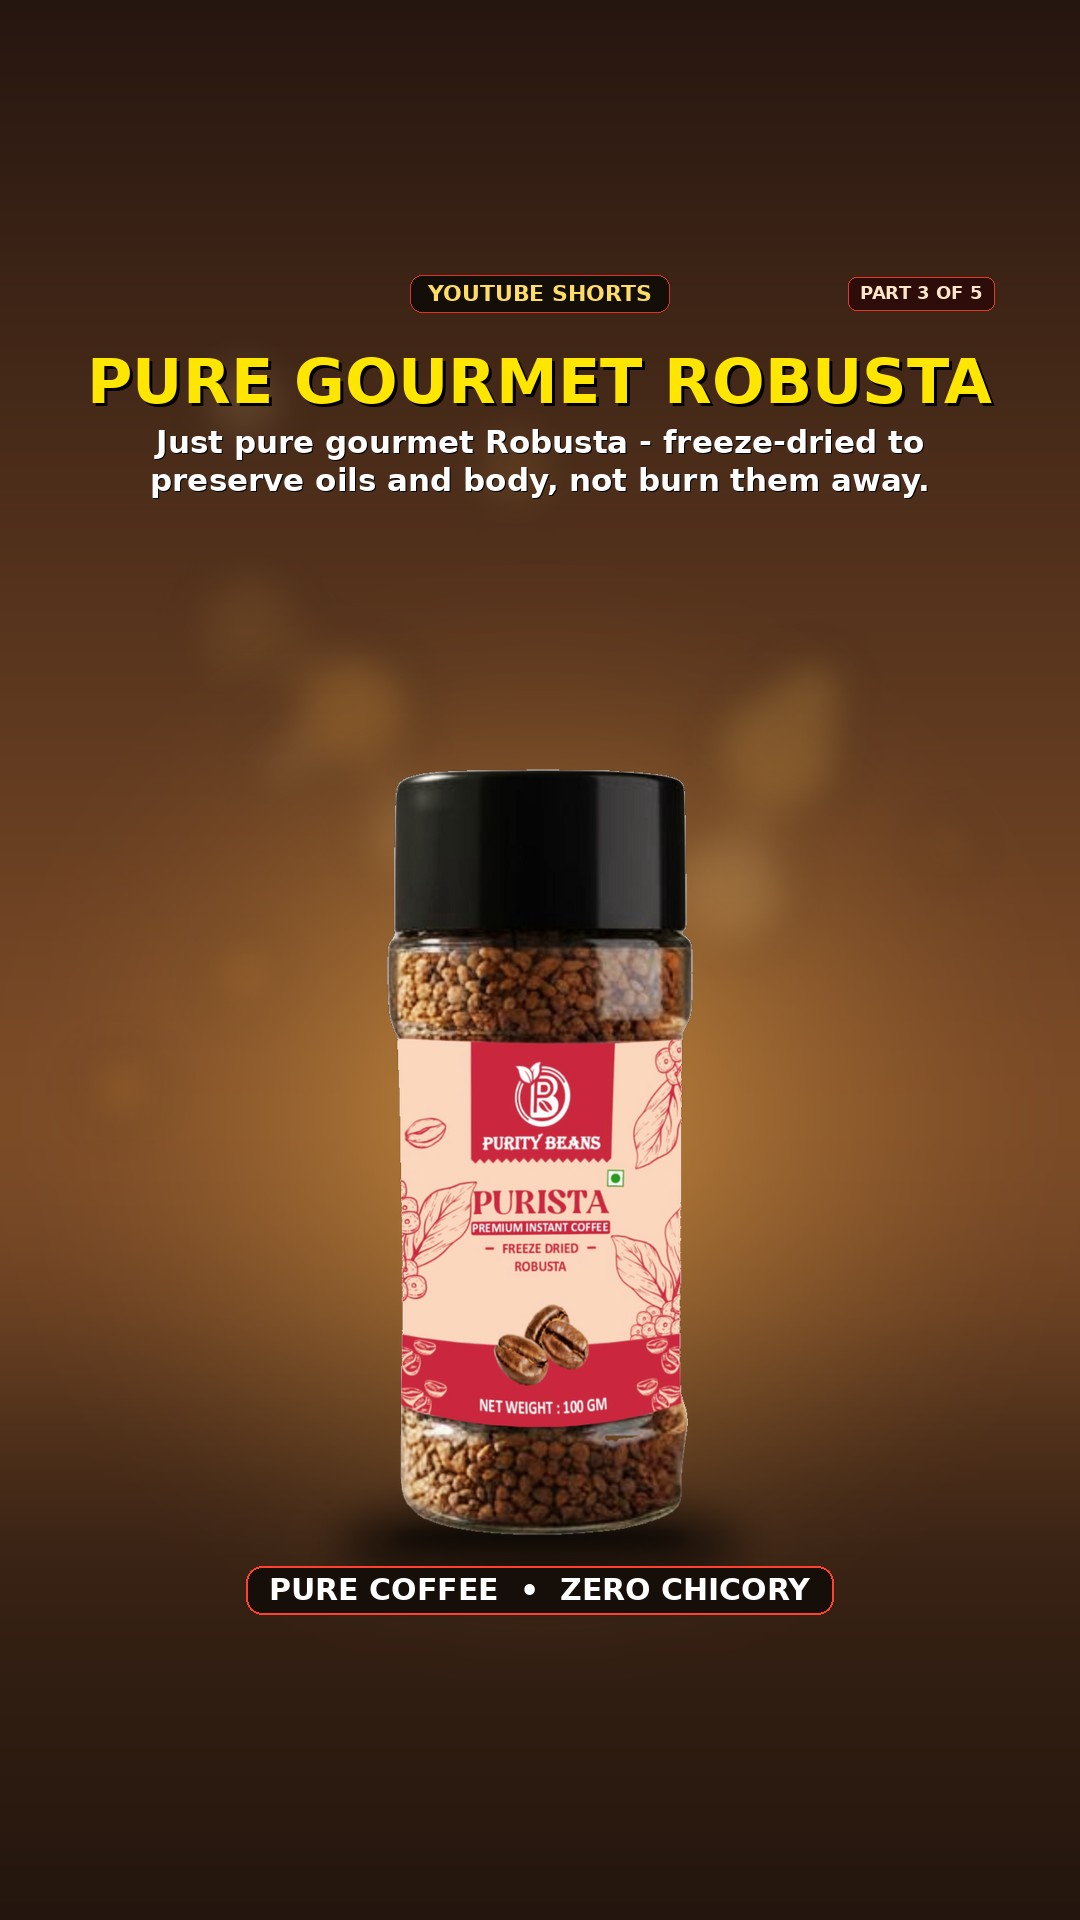 YOUTUBE SHORTS
PART 3 OF 5
PURE GOURMET ROBUSTA
Just pure gourmet Robusta - freeze-dried to
preserve oils and body, not burn them away.
PURITY BEANS
PURISTA
PREMIUM INSTANT COFFEE
– FREEZE DRIED –
ROBUSTA
NET WEIGHT : 100 GM
PURE COFFEE • ZERO CHICORY